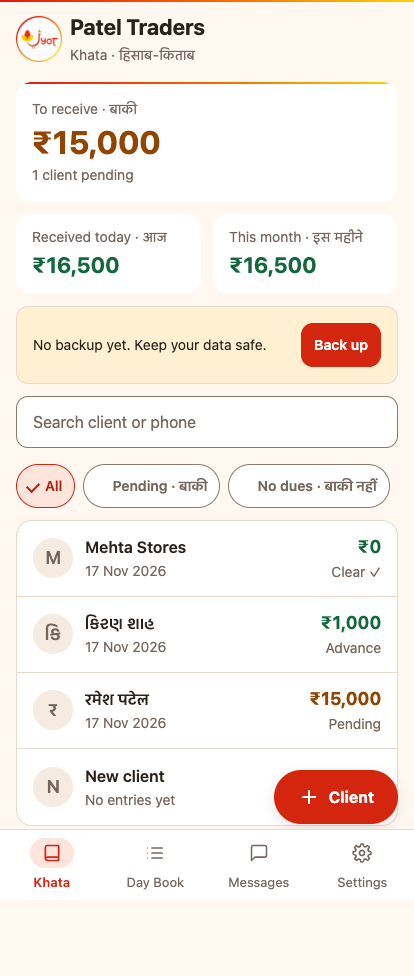 Jyot
Patel Traders
Khata · हिसाब-किताब
To receive · बाकी
₹15,000
1 client pending
Received today · आज
₹16,500
This month · इस महीने
₹16,500
No backup yet. Keep your data safe.
Back up
Search client or phone
All
Pending · बाकी
No dues · बाकी नहीं
M
Mehta Stores
17 Nov 2026
₹0
Clear ✓
કિ
કિરણ શાહ
17 Nov 2026
₹1,000
Advance
र
रमेश पटेल
17 Nov 2026
₹15,000
Pending
N
New client
No entries yet
+ Client
Khata
Day Book
Messages
Settings